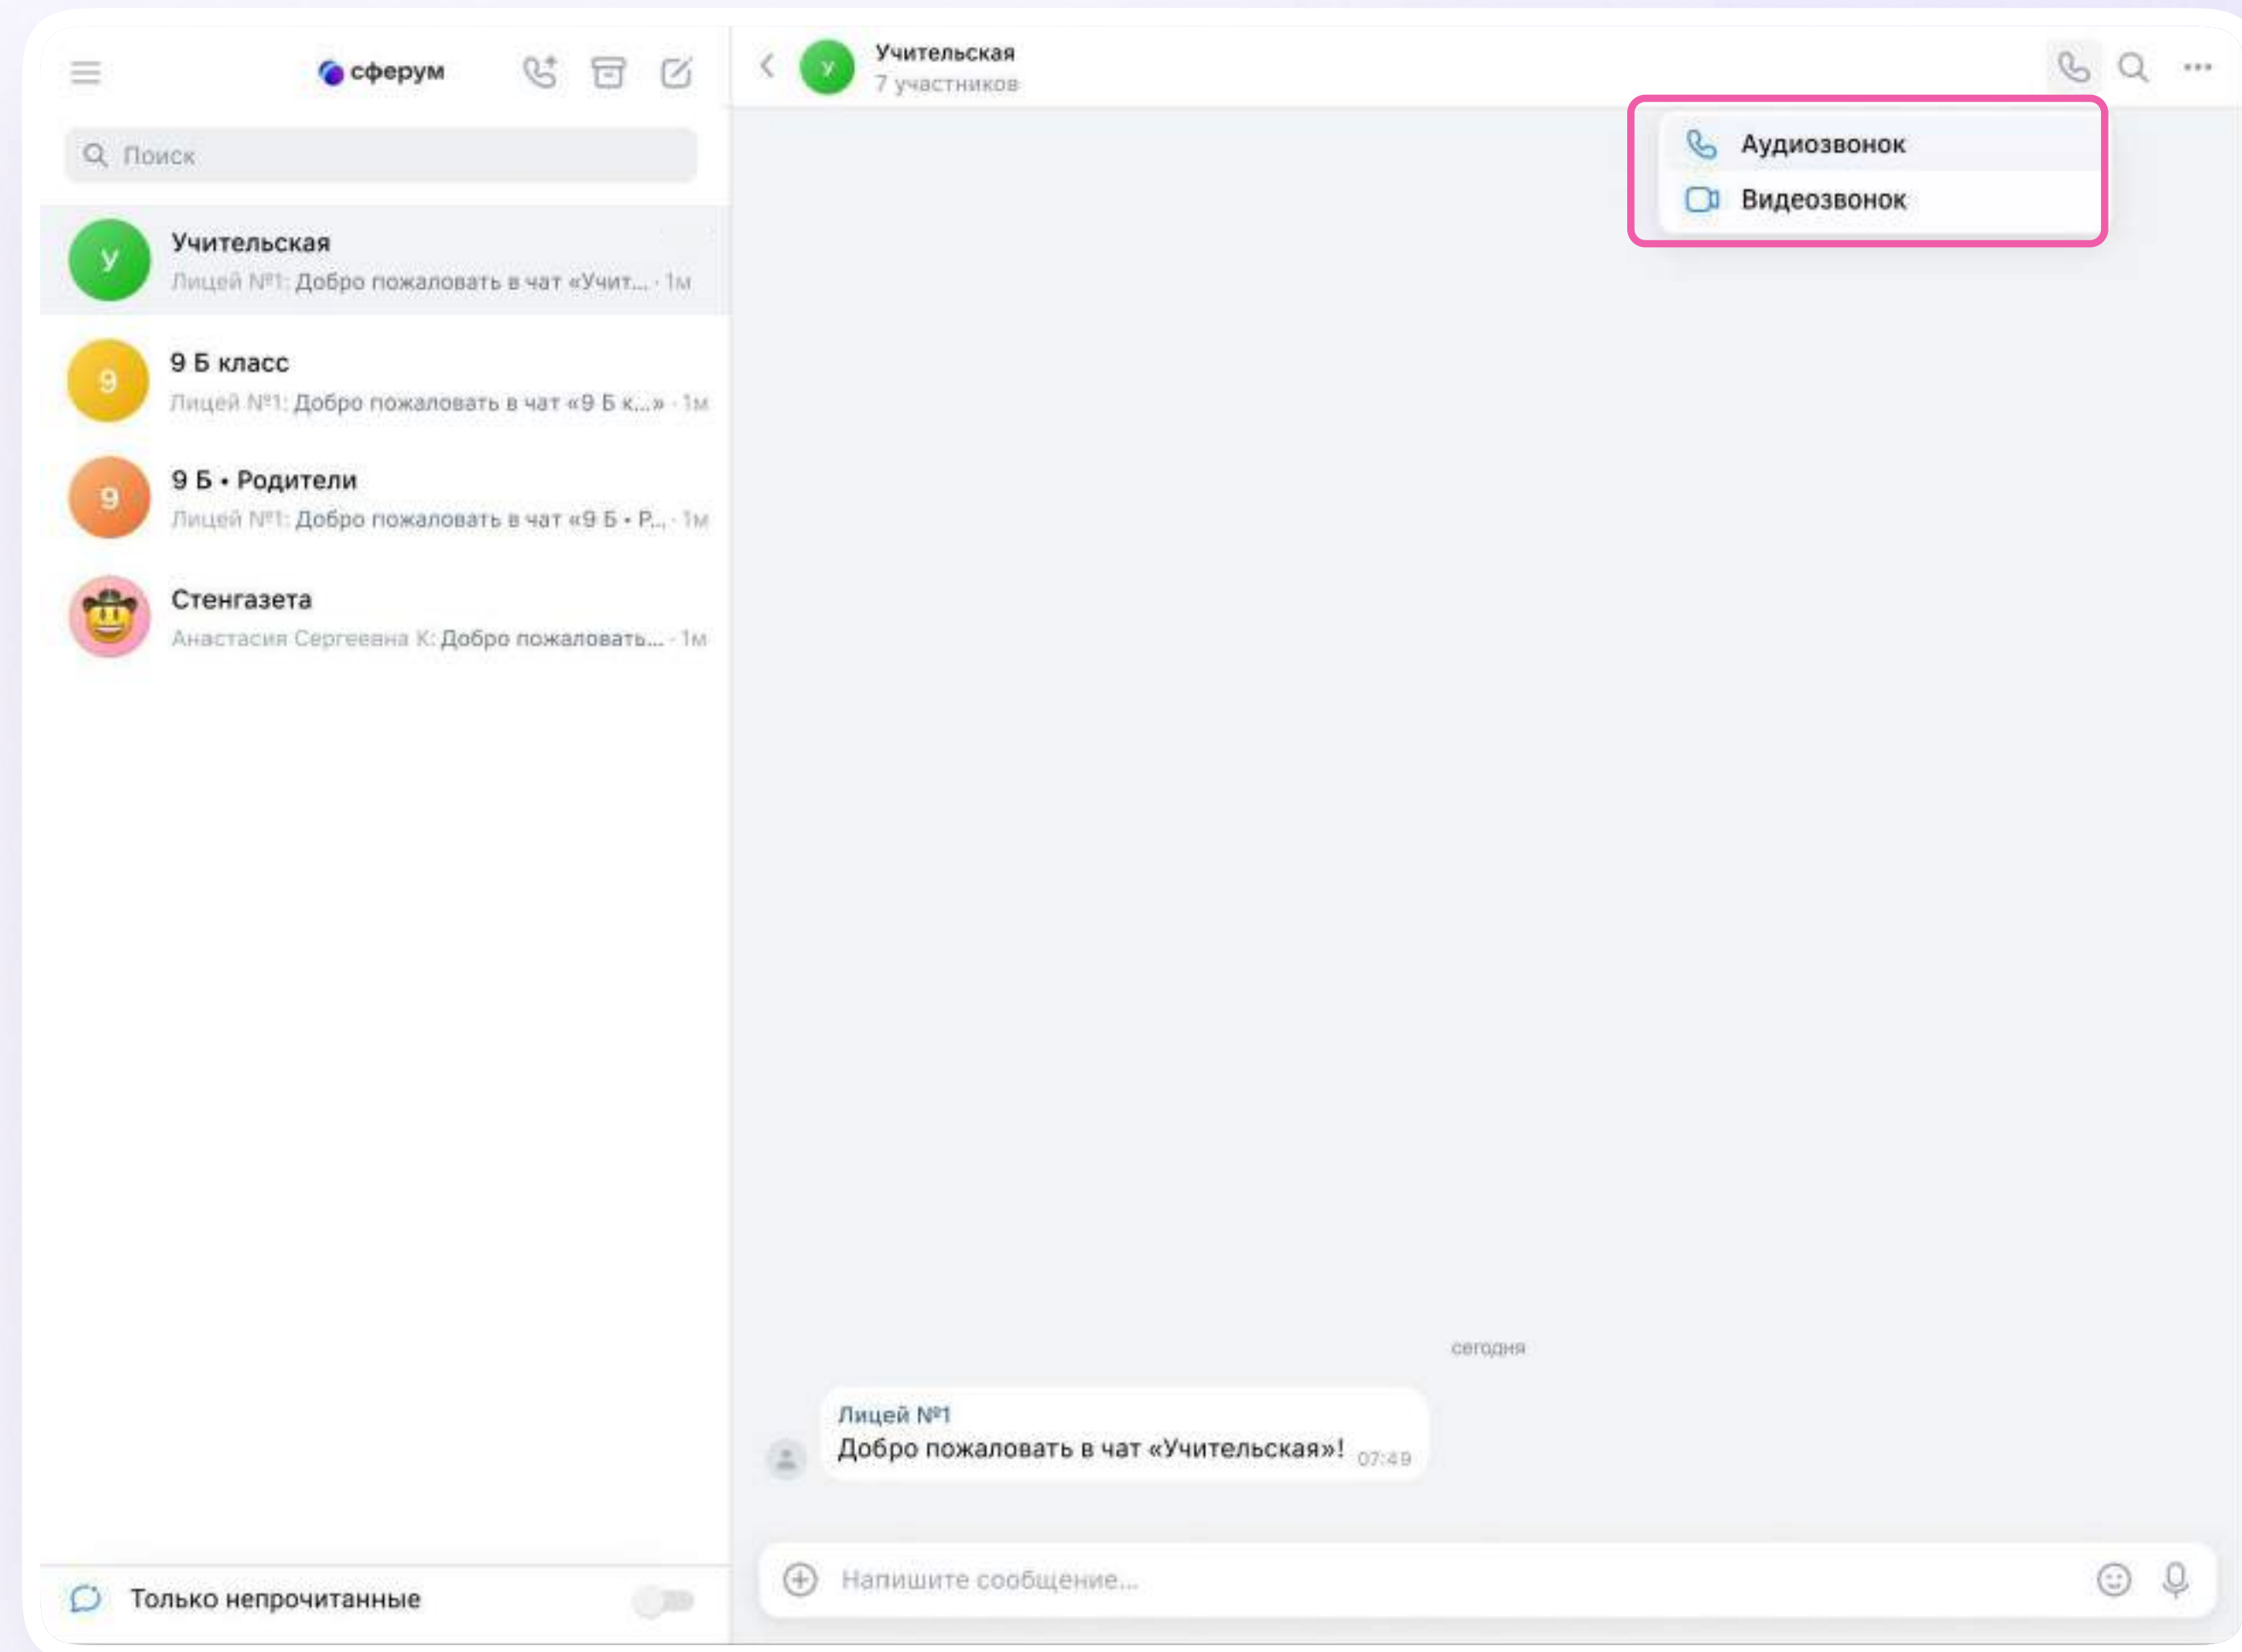 сферум
Поиск
У
Учительская
Лицей №1: Добро пожаловать в чат «Учит... · 1м
9
9 Б класс
Лицей №1: Добро пожаловать в чат «9 Б к...» · 1м
9
9 Б • Родители
Лицей №1: Добро пожаловать в чат «9 Б • Р... · 1м
Стенгазета
Анастасия Сергеевна К: Добро пожаловать... · 1м
Только непрочитанные
У
Учительская
7 участников
Аудиозвонок
Видеозвонок
сегодня
Лицей №1
Добро пожаловать в чат «Учительская»! 07:49
Напишите сообщение...